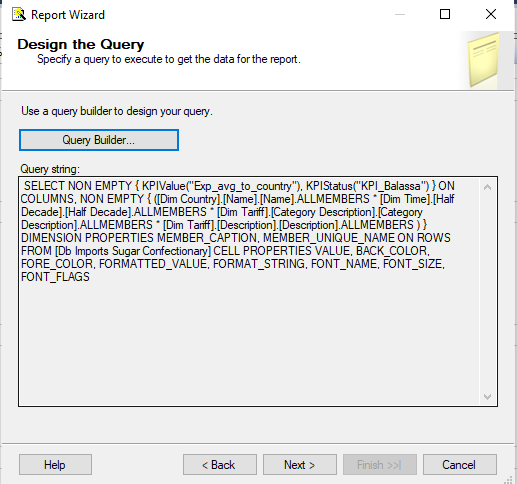 Report Wizard
Design the Query
Specify a query to execute to get the data for the report.
Use a query builder to design your query.
Query Builder...
Query string:
SELECT NON EMPTY { KPIValue("Exp_avg_to_country"), KPIStatus("KPI_Balassa") } ON
COLUMNS, NON EMPTY { ([Dim Country].[Name].[Name].ALLMEMBERS * [Dim Time].[Half
Decade].[Half Decade].ALLMEMBERS * [Dim Tariff].[Category Description].[Category
Description].ALLMEMBERS * [Dim Tariff].[Description].[Description].ALLMEMBERS ) }
DIMENSION PROPERTIES MEMBER_CAPTION, MEMBER_UNIQUE_NAME ON ROWS
FROM [Db Imports Sugar Confectionary] CELL PROPERTIES VALUE, BACK_COLOR,
FORE_COLOR, FORMATTED_VALUE, FORMAT_STRING, FONT_NAME, FONT_SIZE,
FONT_FLAGS
Help
< Back
Next >
Finish >>|
Cancel